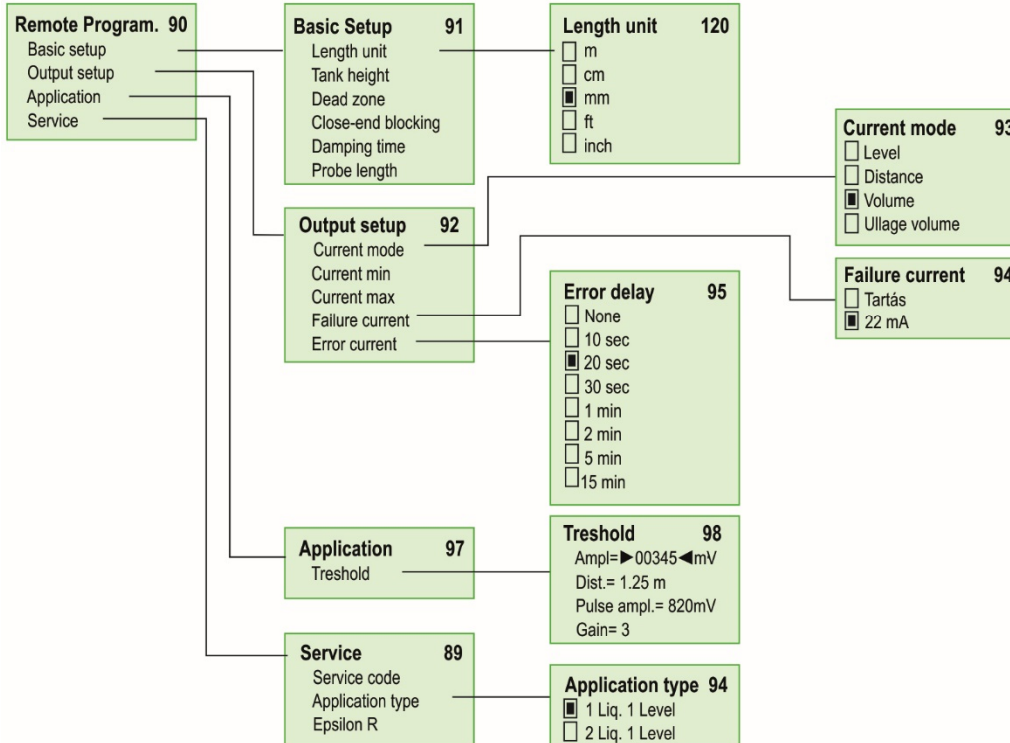 Remote Program. 90
Basic setup
Output setup
Application
Service
Basic Setup 91
Length unit
Tank height
Dead zone
Close-end blocking
Damping time
Probe length
Length unit 120
m
cm
mm
ft
inch
Current mode 93
Level
Distance
Volume
Ullage volume
Output setup 92
Current mode
Current min
Current max
Failure current
Error current
Error delay 95
None
10 sec
20 sec
30 sec
1 min
2 min
5 min
15 min
Failure current 94
Tartás
22 mA
Application 97
Treshold
Treshold 98
Ampl=►00345◄mV
Dist.= 1.25 m
Pulse ampl.= 820mV
Gain= 3
Service 89
Service code
Application type
Epsilon R
Application type 94
1 Liq. 1 Level
2 Liq. 1 Level